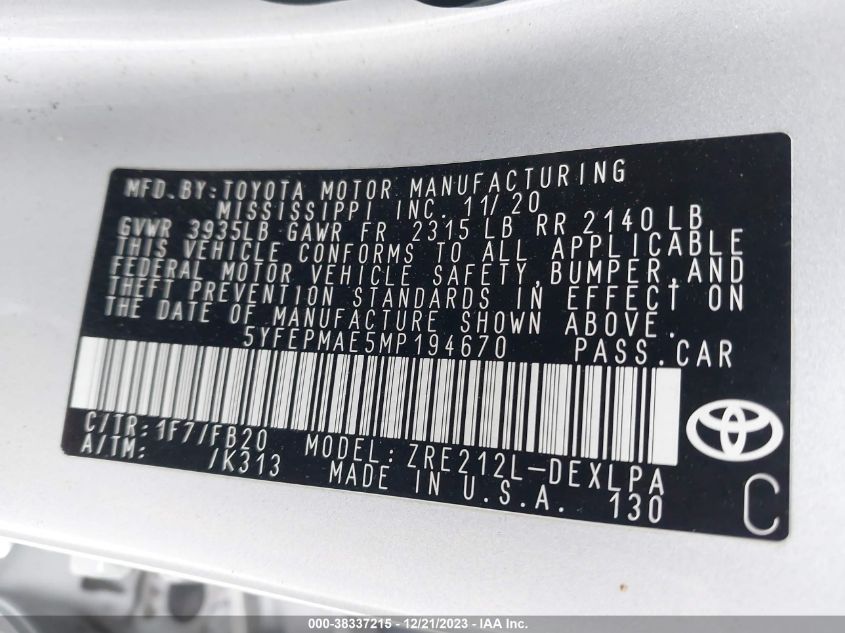 MFD.BY:TOYOTA MOTOR MANUFACTURING
MISSISSIPPI INC. 11/20
GVWR 3935LB GAWR FR 2315 LB RR 2140 LB
THIS VEHICLE CONFORMS TO ALL APPLICABLE
FEDERAL MOTOR VEHICLE SAFETY,BUMPER,AND
THEFT PREVENTION STANDARDS IN EFFECT ON
THE DATE OF MANUFACTURE SHOWN ABOVE.
5YFEPMAE5MP194670 PASS.CAR
C/TR:1F7/FB20 MODEL:ZRE212L-DEXLPA
A/TM: /K313 MADE IN U.S.A. 130
C
000-38337215 - 12/21/2023 - IAA Inc.